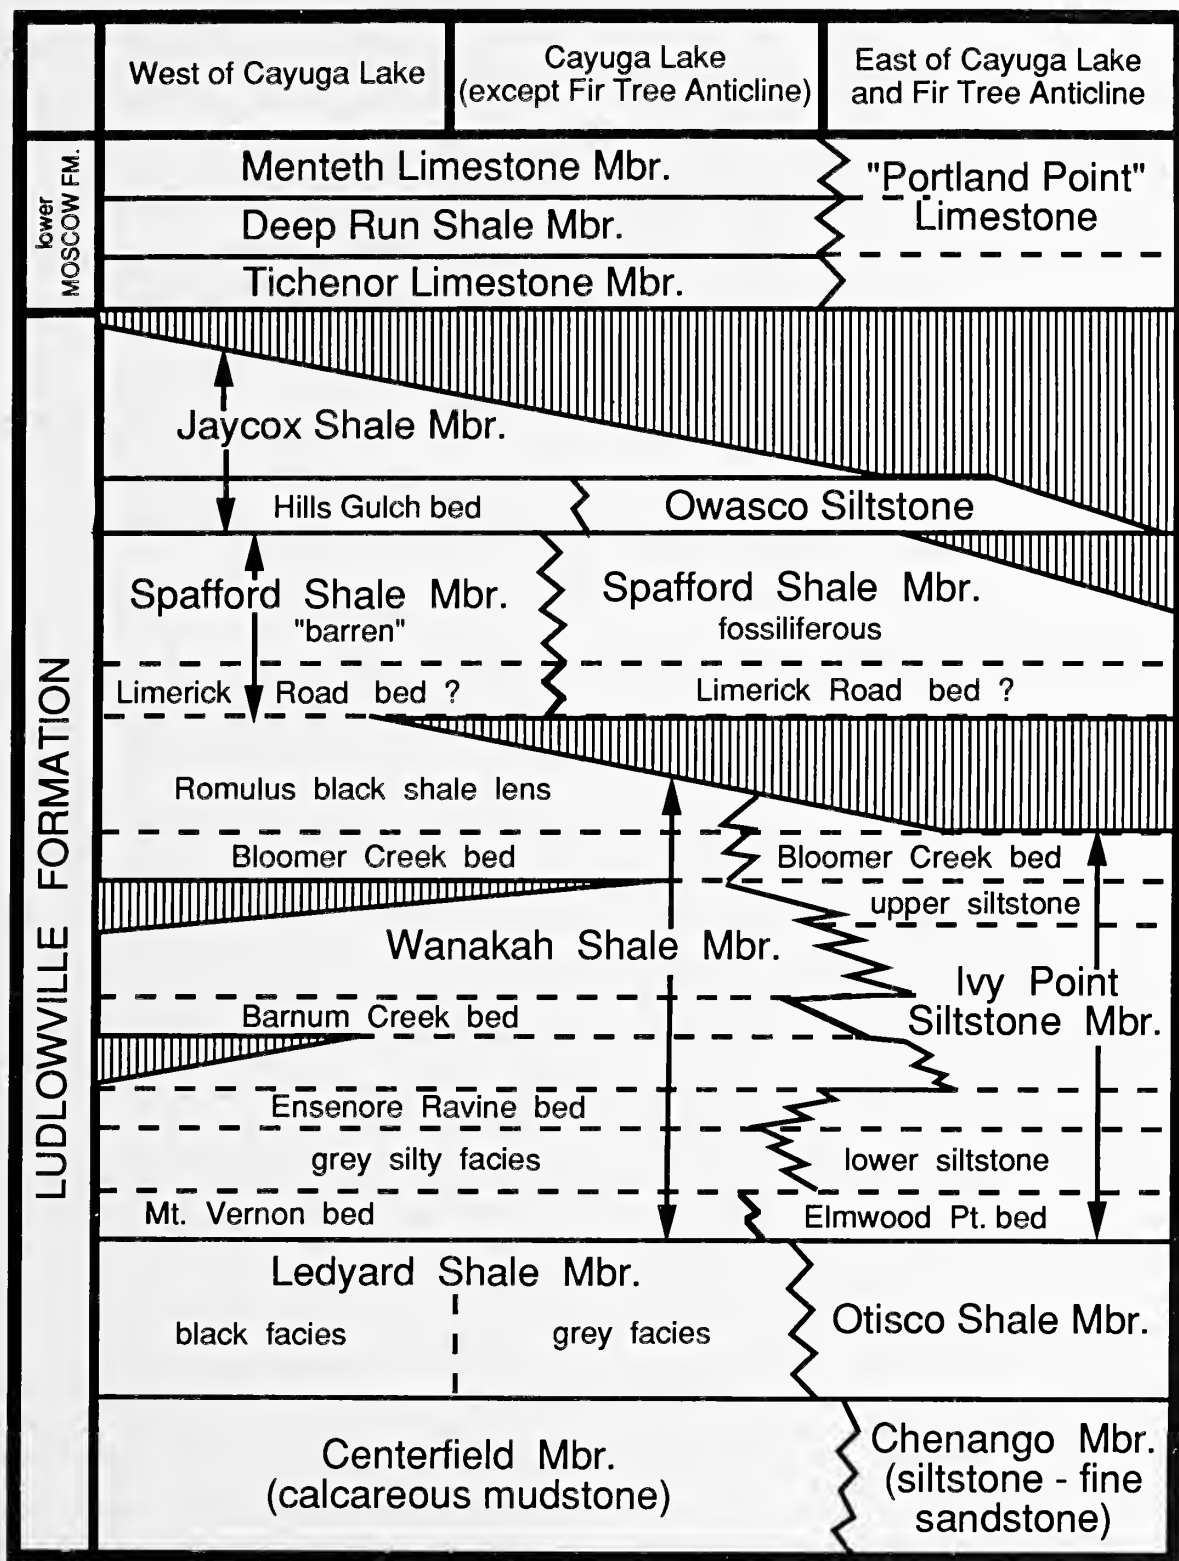 West of Cayuga Lake
Cayuga Lake
(except Fir Tree Anticline)
East of Cayuga Lake
and Fir Tree Anticline
lower
MOSCOW FM.
Menteth Limestone Mbr.
"Portland Point"
Limestone
Deep Run Shale Mbr.
Tichenor Limestone Mbr.
LUDLOWVILLE FORMATION
Jaycox Shale Mbr.
Hills Gulch bed
Owasco Siltstone
Spafford Shale Mbr.
"barren"
Spafford Shale Mbr.
fossiliferous
Limerick Road bed ?
Limerick Road bed ?
Romulus black shale lens
Bloomer Creek bed
Bloomer Creek bed
upper siltstone
Wanakah Shale Mbr.
Ivy Point
Siltstone Mbr.
Barnum Creek bed
Ensenore Ravine bed
grey silty facies
lower siltstone
Mt. Vernon bed
Elmwood Pt. bed
Ledyard Shale Mbr.
black facies
grey facies
Otisco Shale Mbr.
Centerfield Mbr.
(calcareous mudstone)
Chenango Mbr.
(siltstone - fine
sandstone)